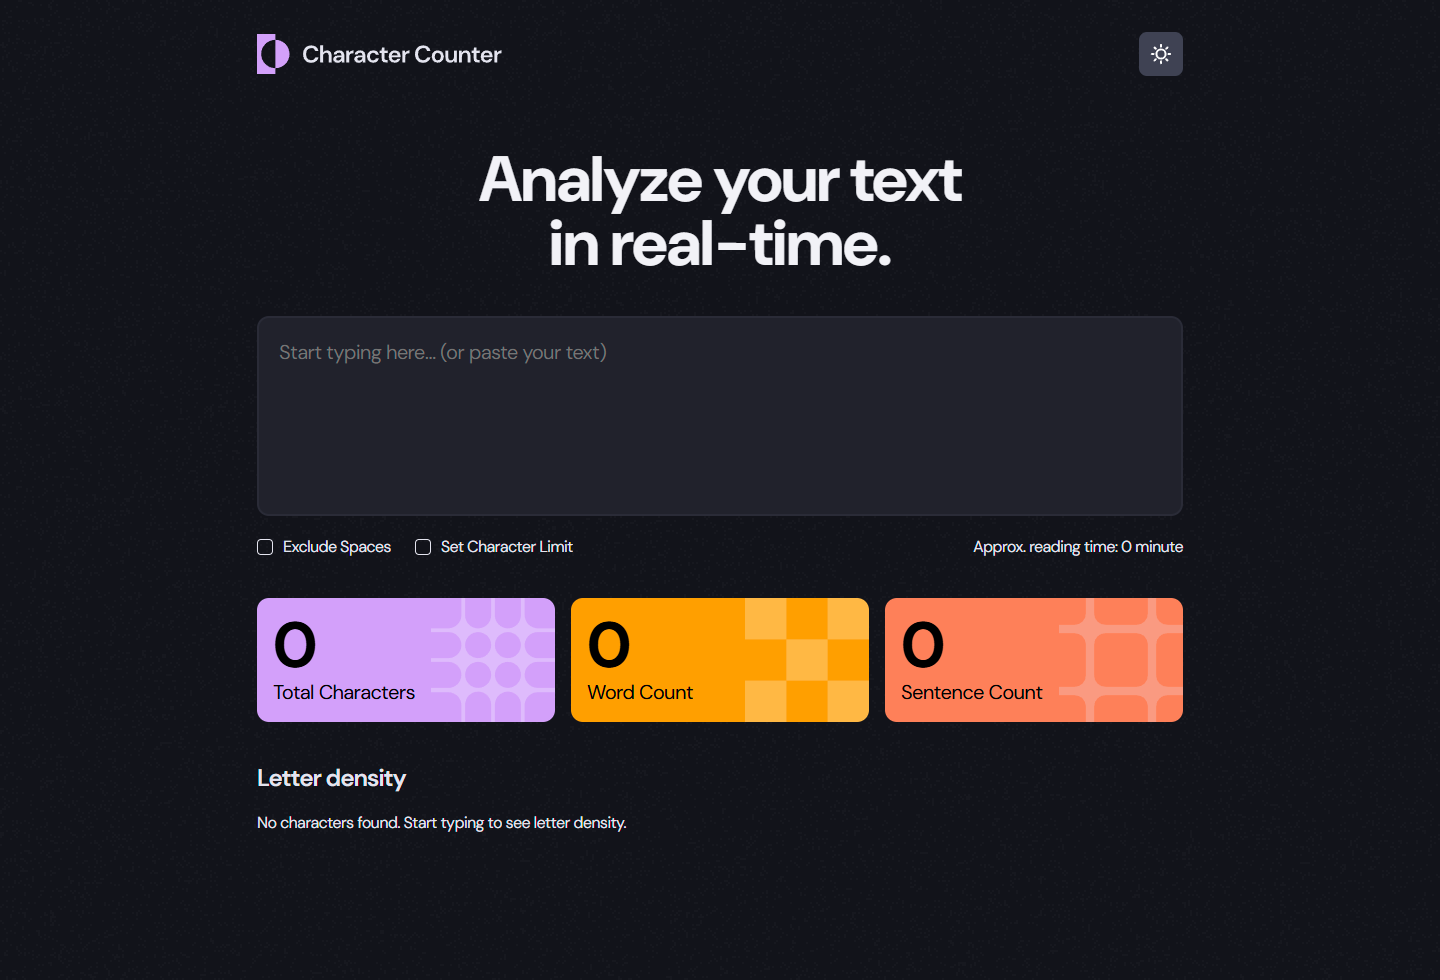 Character Counter
Analyze your text
in real-time.
Start typing here... (or paste your text)
Exclude Spaces
Set Character Limit
Approx. reading time: 0 minute
0
Total Characters
0
Word Count
0
Sentence Count
Letter density
No characters found. Start typing to see letter density.